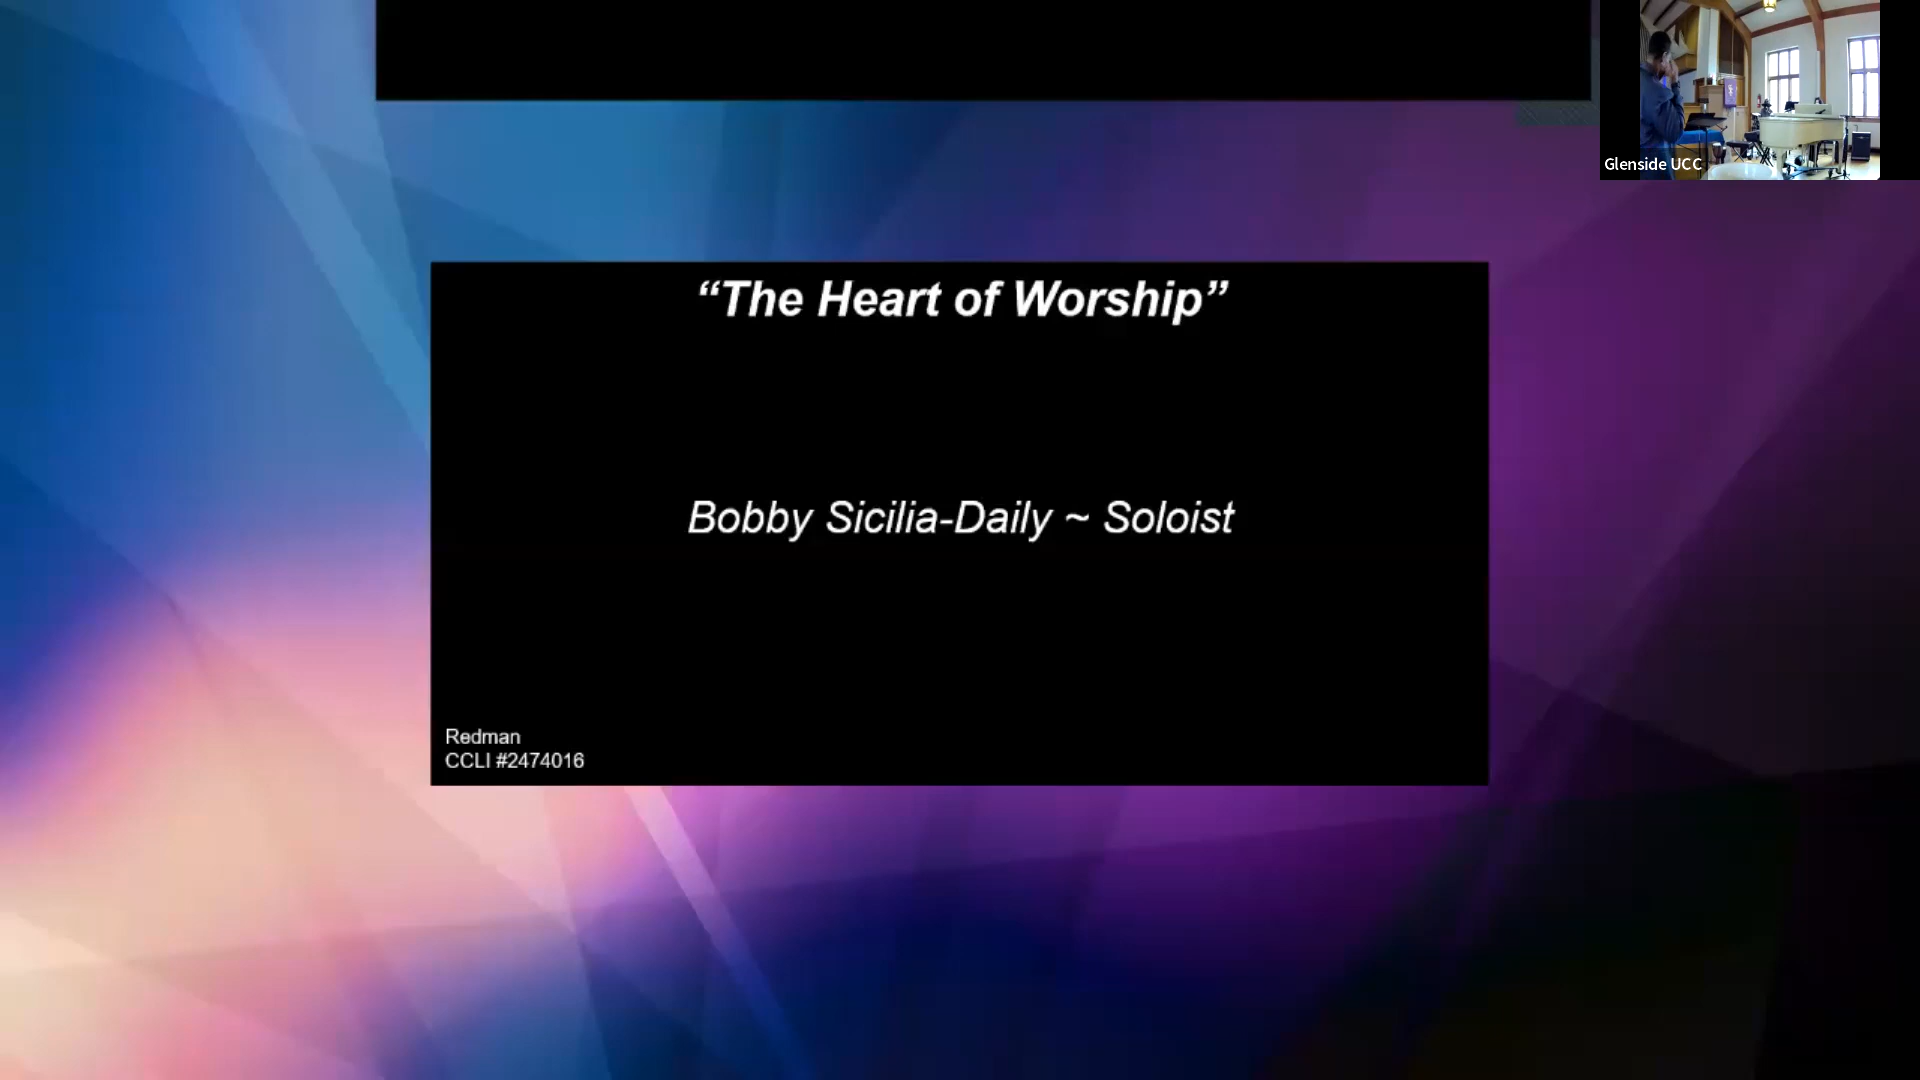 Glenside UCC
“The Heart of Worship”
Bobby Sicilia-Daily ~ Soloist
Redman
CCLI #2474016